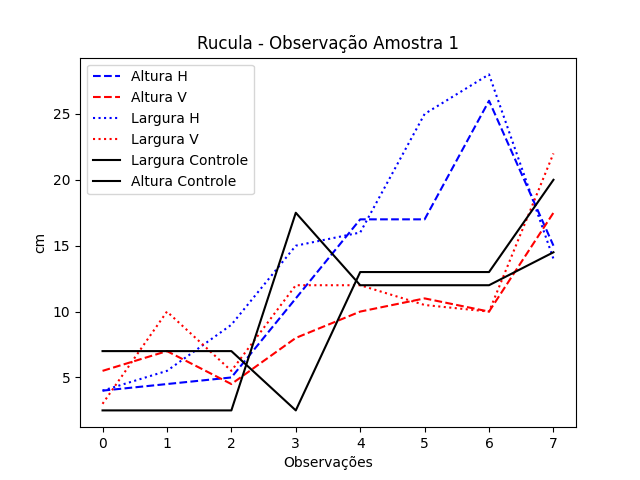 Rucula - Observação Amostra 1
Altura H
Altura V
Largura H
Largura V
Largura Controle
Altura Controle
25
20
15
10
5
cm
0 1 2 3 4 5 6 7
Observações